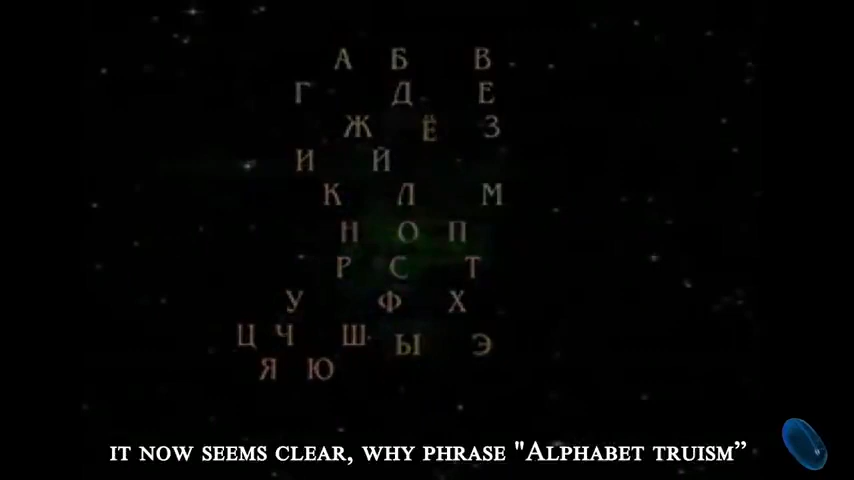 А Б В
Г Д Е
Ж Ё З
И Й
К Л М
Н О П
Р С Т
У Ф Х
Ц Ч Ш Ы Э
Я Ю
IT NOW SEEMS CLEAR, WHY PHRASE "ALPHABET TRUISM”